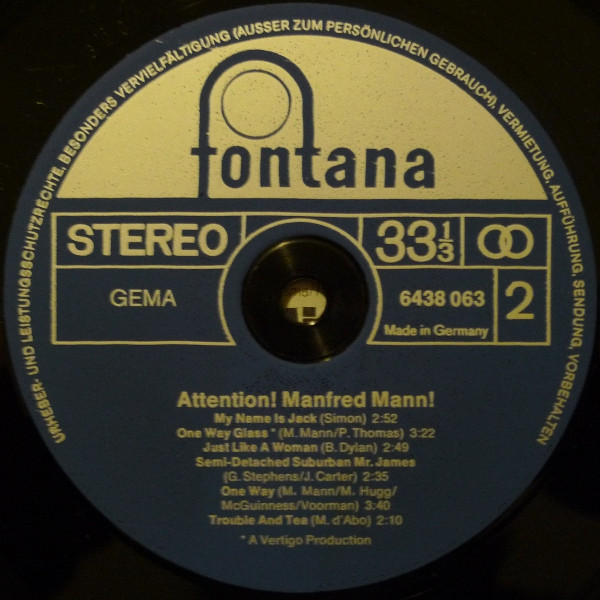 URHEBER- UND LEISTUNGSSCHUTZRECHTE, BESONDERS VERVIELFÄLTIGUNG (AUSSER ZUM PERSÖNLICHEN GEBRAUCH), VERMIETUNG, AUFFÜHRUNG, SENDUNG, VORBEHALTEN
fontana
STEREO
33 1/3
GEMA
6438 063
2
Made in Germany
Attention! Manfred Mann!
My Name Is Jack (Simon) 2:52
One Way Glass * (M. Mann/P. Thomas) 3:22
Just Like A Woman (B. Dylan) 2:49
Semi-Detached Suburban Mr. James
(G. Stephens/J. Carter) 2:35
One Way (M. Mann/M. Hugg/
McGuinness/Voorman) 3:40
Trouble And Tea (M. d'Abo) 2:10
* A Vertigo Production